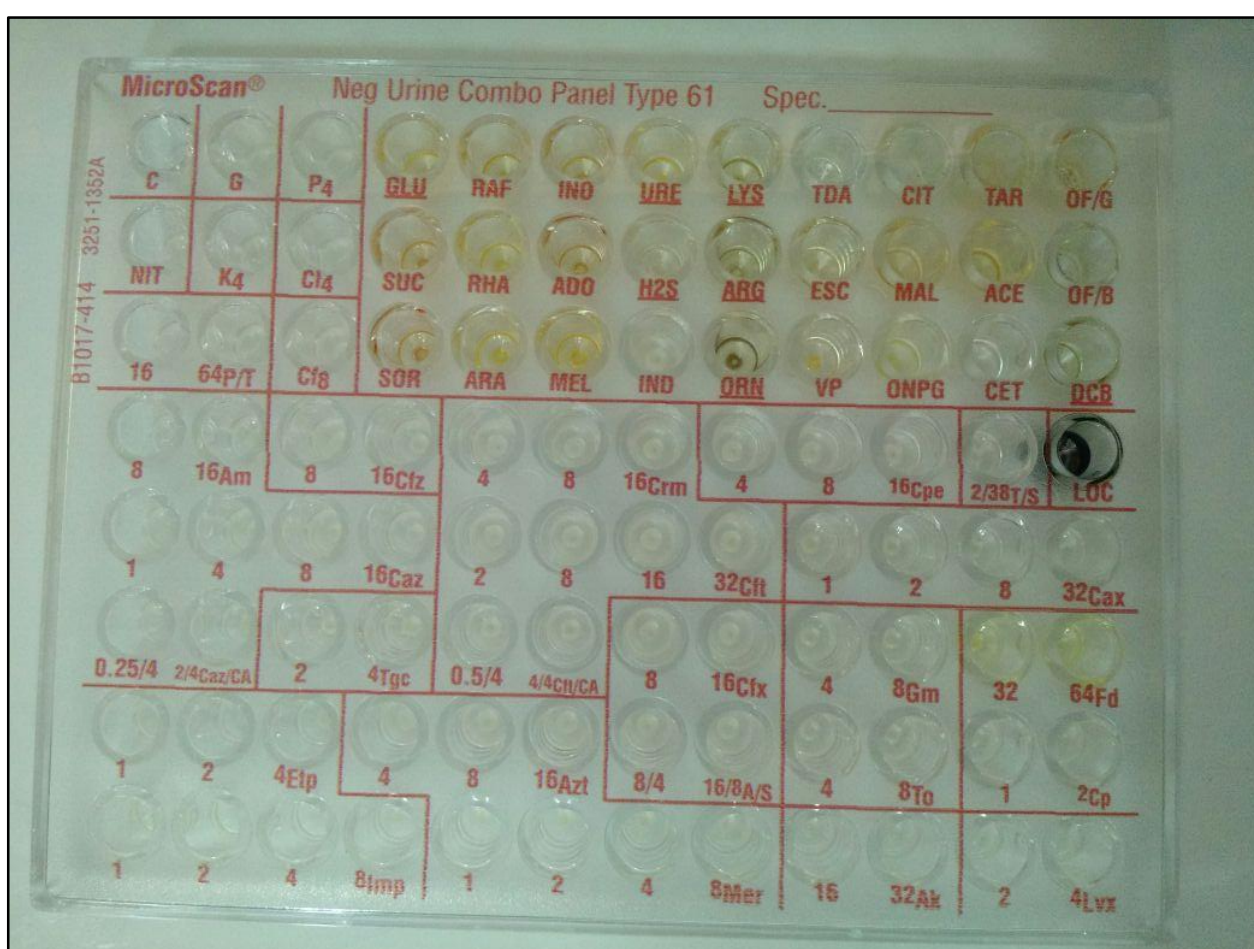 MicroScan® Neg Urine Combo Panel Type 61 Spec.
B1017-414 3251-1352A
C G P4 GLU RAF INO URE LYS TDA CIT TAR OF/G
NIT K4 Cl4 SUC RHA ADO H2S ARG ESC MAL ACE OF/B
16 64P/T Cf8 SOR ARA MEL IND ORN VP ONPG CET DCB
8 16Am 8 16Cfz 4 8 16Crm 4 8 16Cpe 2/38T/S LOC
1 4 8 16Caz 2 8 16 32Cft 1 2 8 32Cax
0.25/4 2/4Caz/CA 2 4Tgc 0.5/4 4/4Cft/CA 8 16Cfx 4 8Gm 32 64Fd
1 2 4Etp 4 8 16Azt 8/4 16/8A/S 4 8To 1 2Cp
1 2 4 8Imp 1 2 4 8Mer 16 32Ak 2 4Lvx